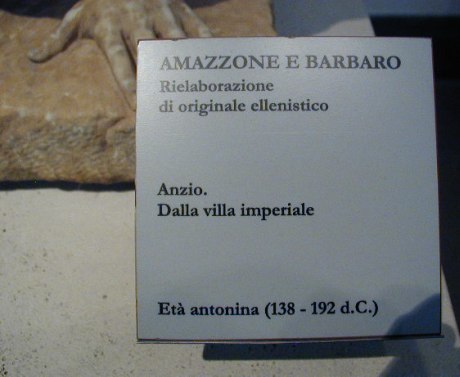 AMAZZONE E BARBARO
Rielaborazione
di originale ellenistico
Anzio.
Dalla villa imperiale
Età antonina (138 - 192 d.C.)